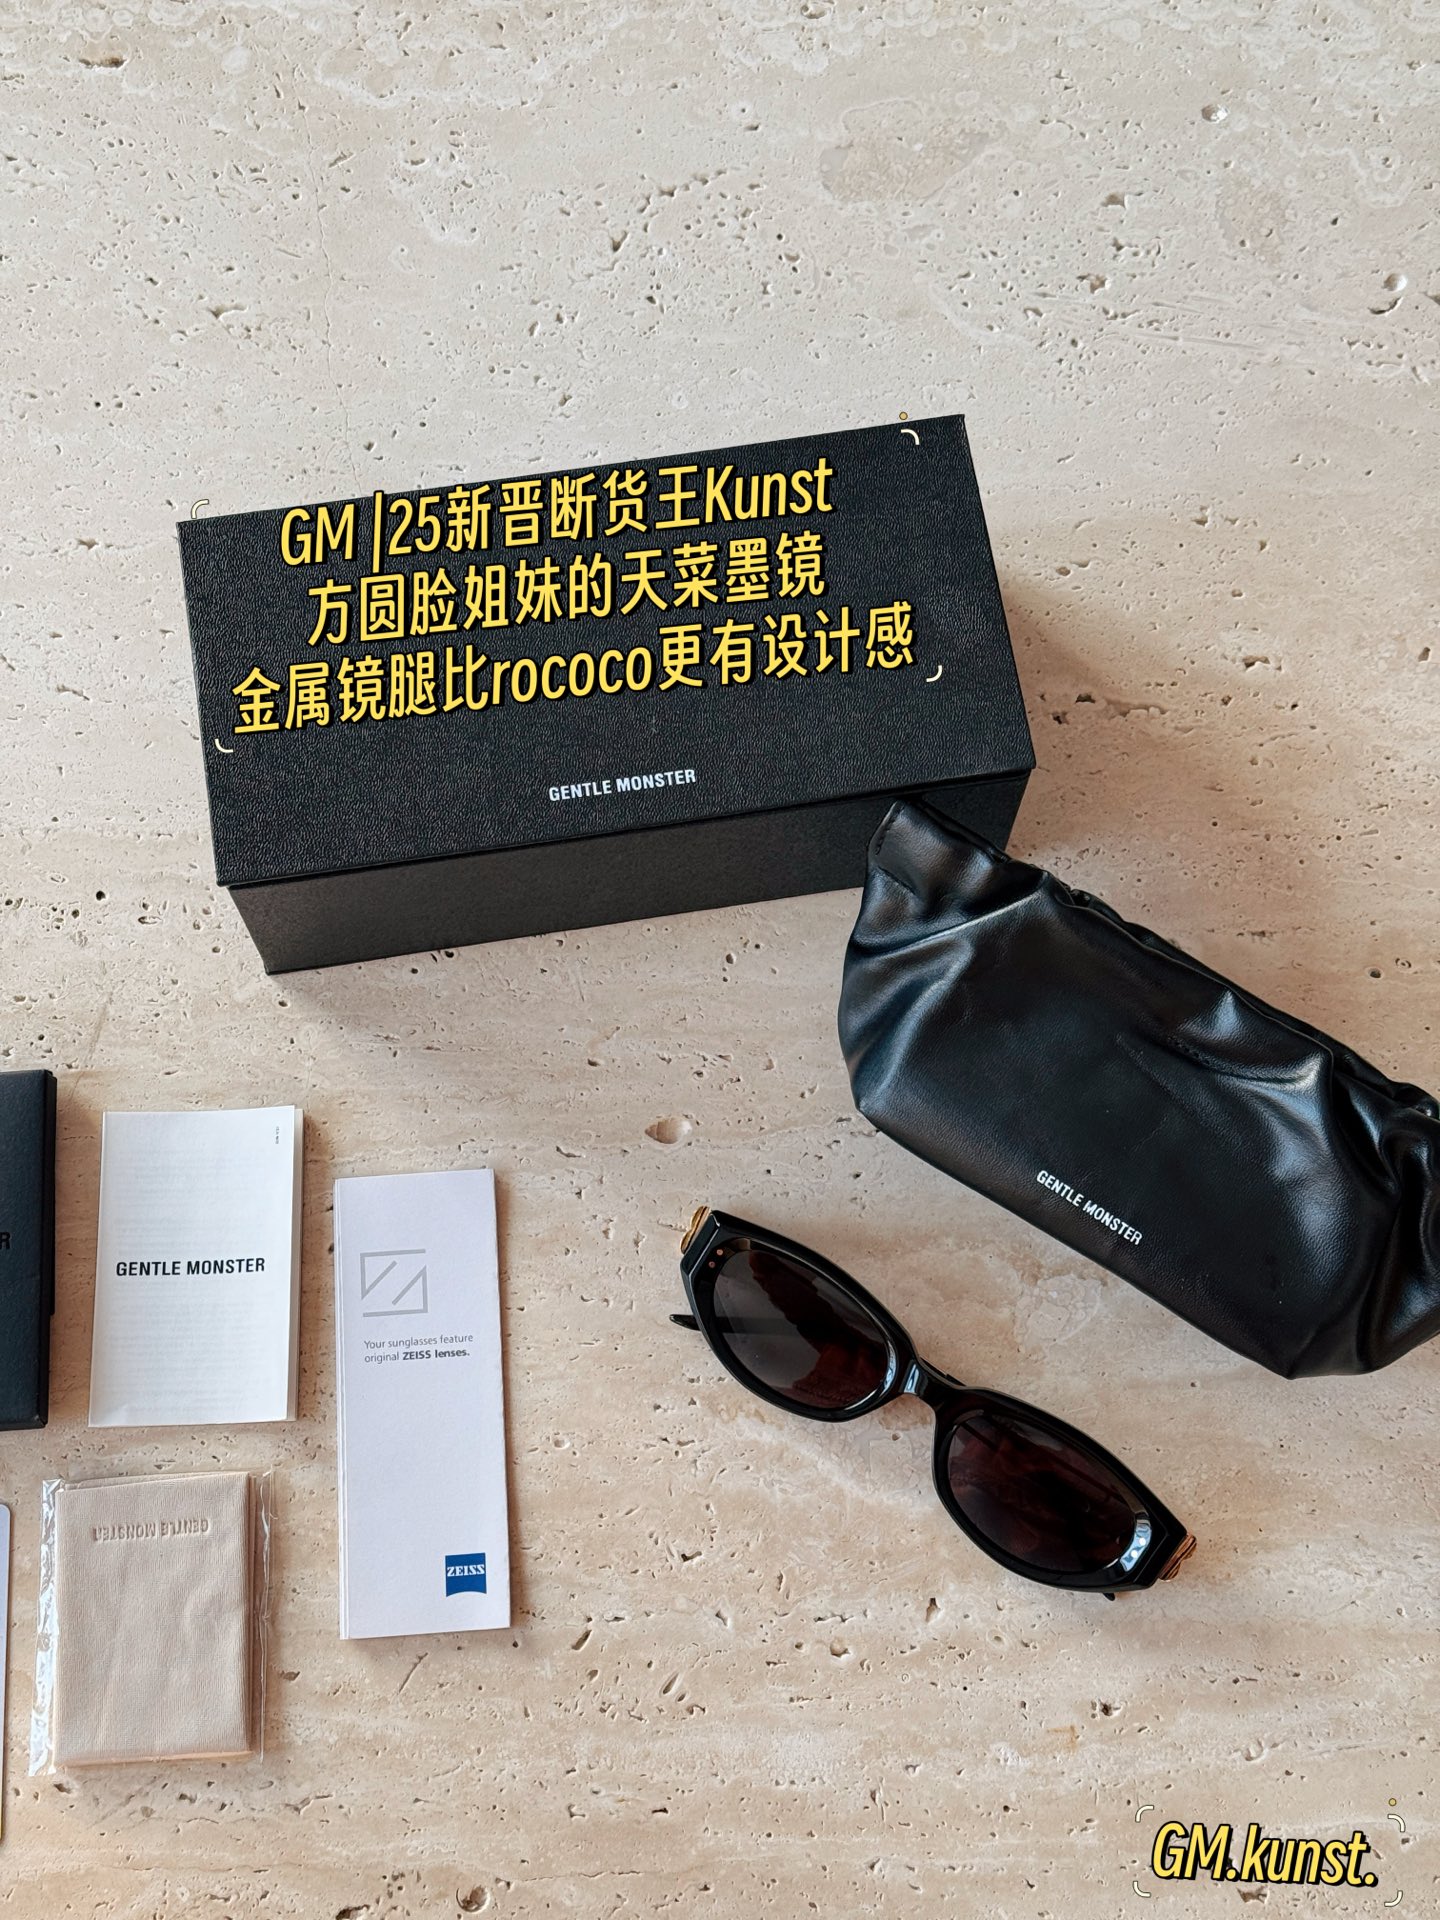 GM |25新晋断货王Kunst
方圆脸姐妹的天菜墨镜
金属镜腿比rococo更有设计感
GENTLE MONSTER
GENTLE MONSTER
R
GENTLE MONSTER
Your sunglasses feature
original ZEISS lenses.
GENTLE MONSTER
ZEISS
GM.kunst.